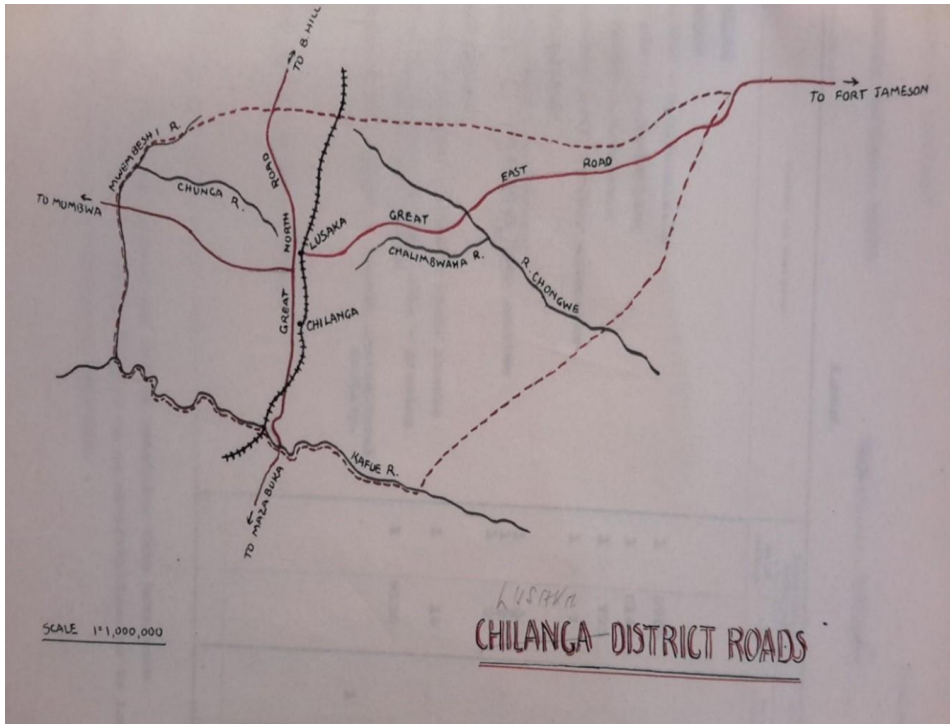 TO B. HILL
TO FORT JAMESON
MWEMBESHI R.
ROAD
EAST
ROAD
CHUNGA R.
TO MUMBWA
GREAT
NORTH
LUSAKA
CHALIMBWAHA R.
R. CHONGWE
GREAT
CHILANGA
KAFUE R.
TO MAZABUKA
LUSAKA
SCALE 1:1,000,000
CHILANGA DISTRICT ROADS